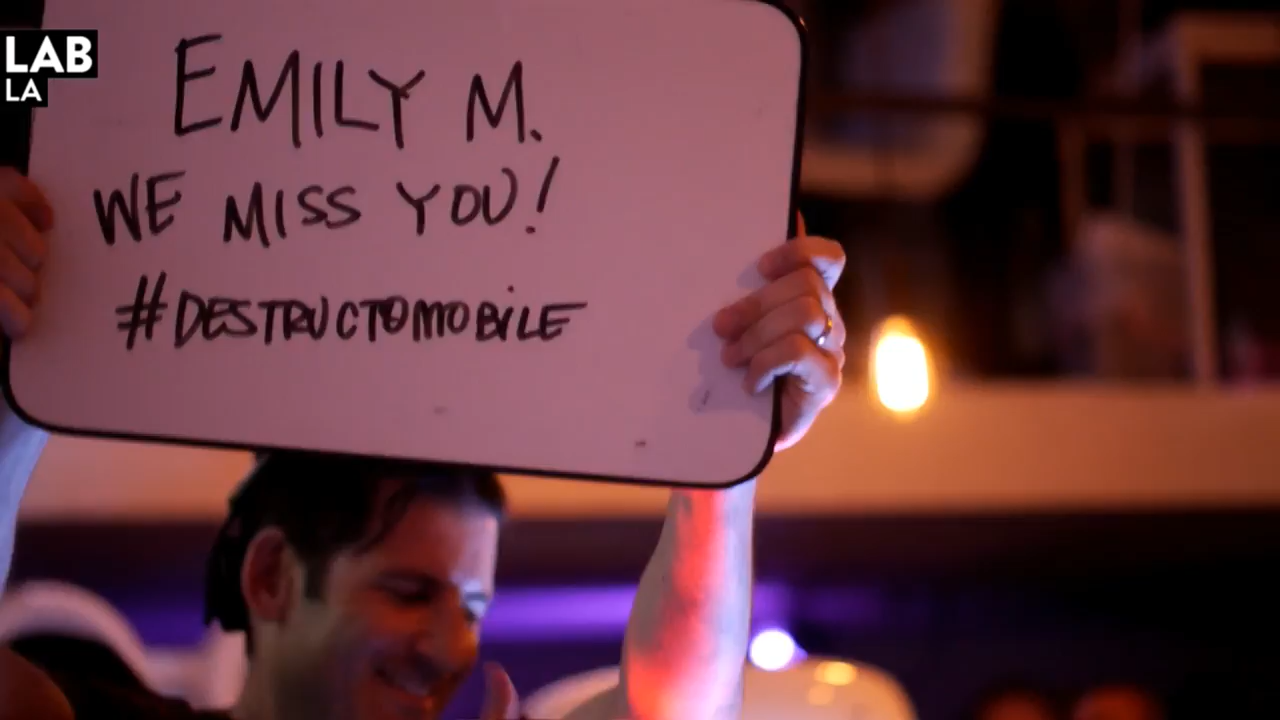 LAB
LA
EMILY M.
WE MISS YOU!
#DESTRUCTOMOBILE